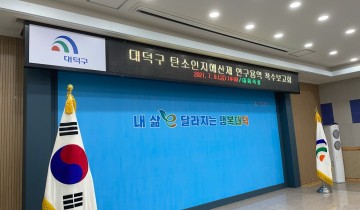 대덕구
대덕구 탄소인지예산제 연구용역 착수보고회
내 삶이 달라지는 행복대덕